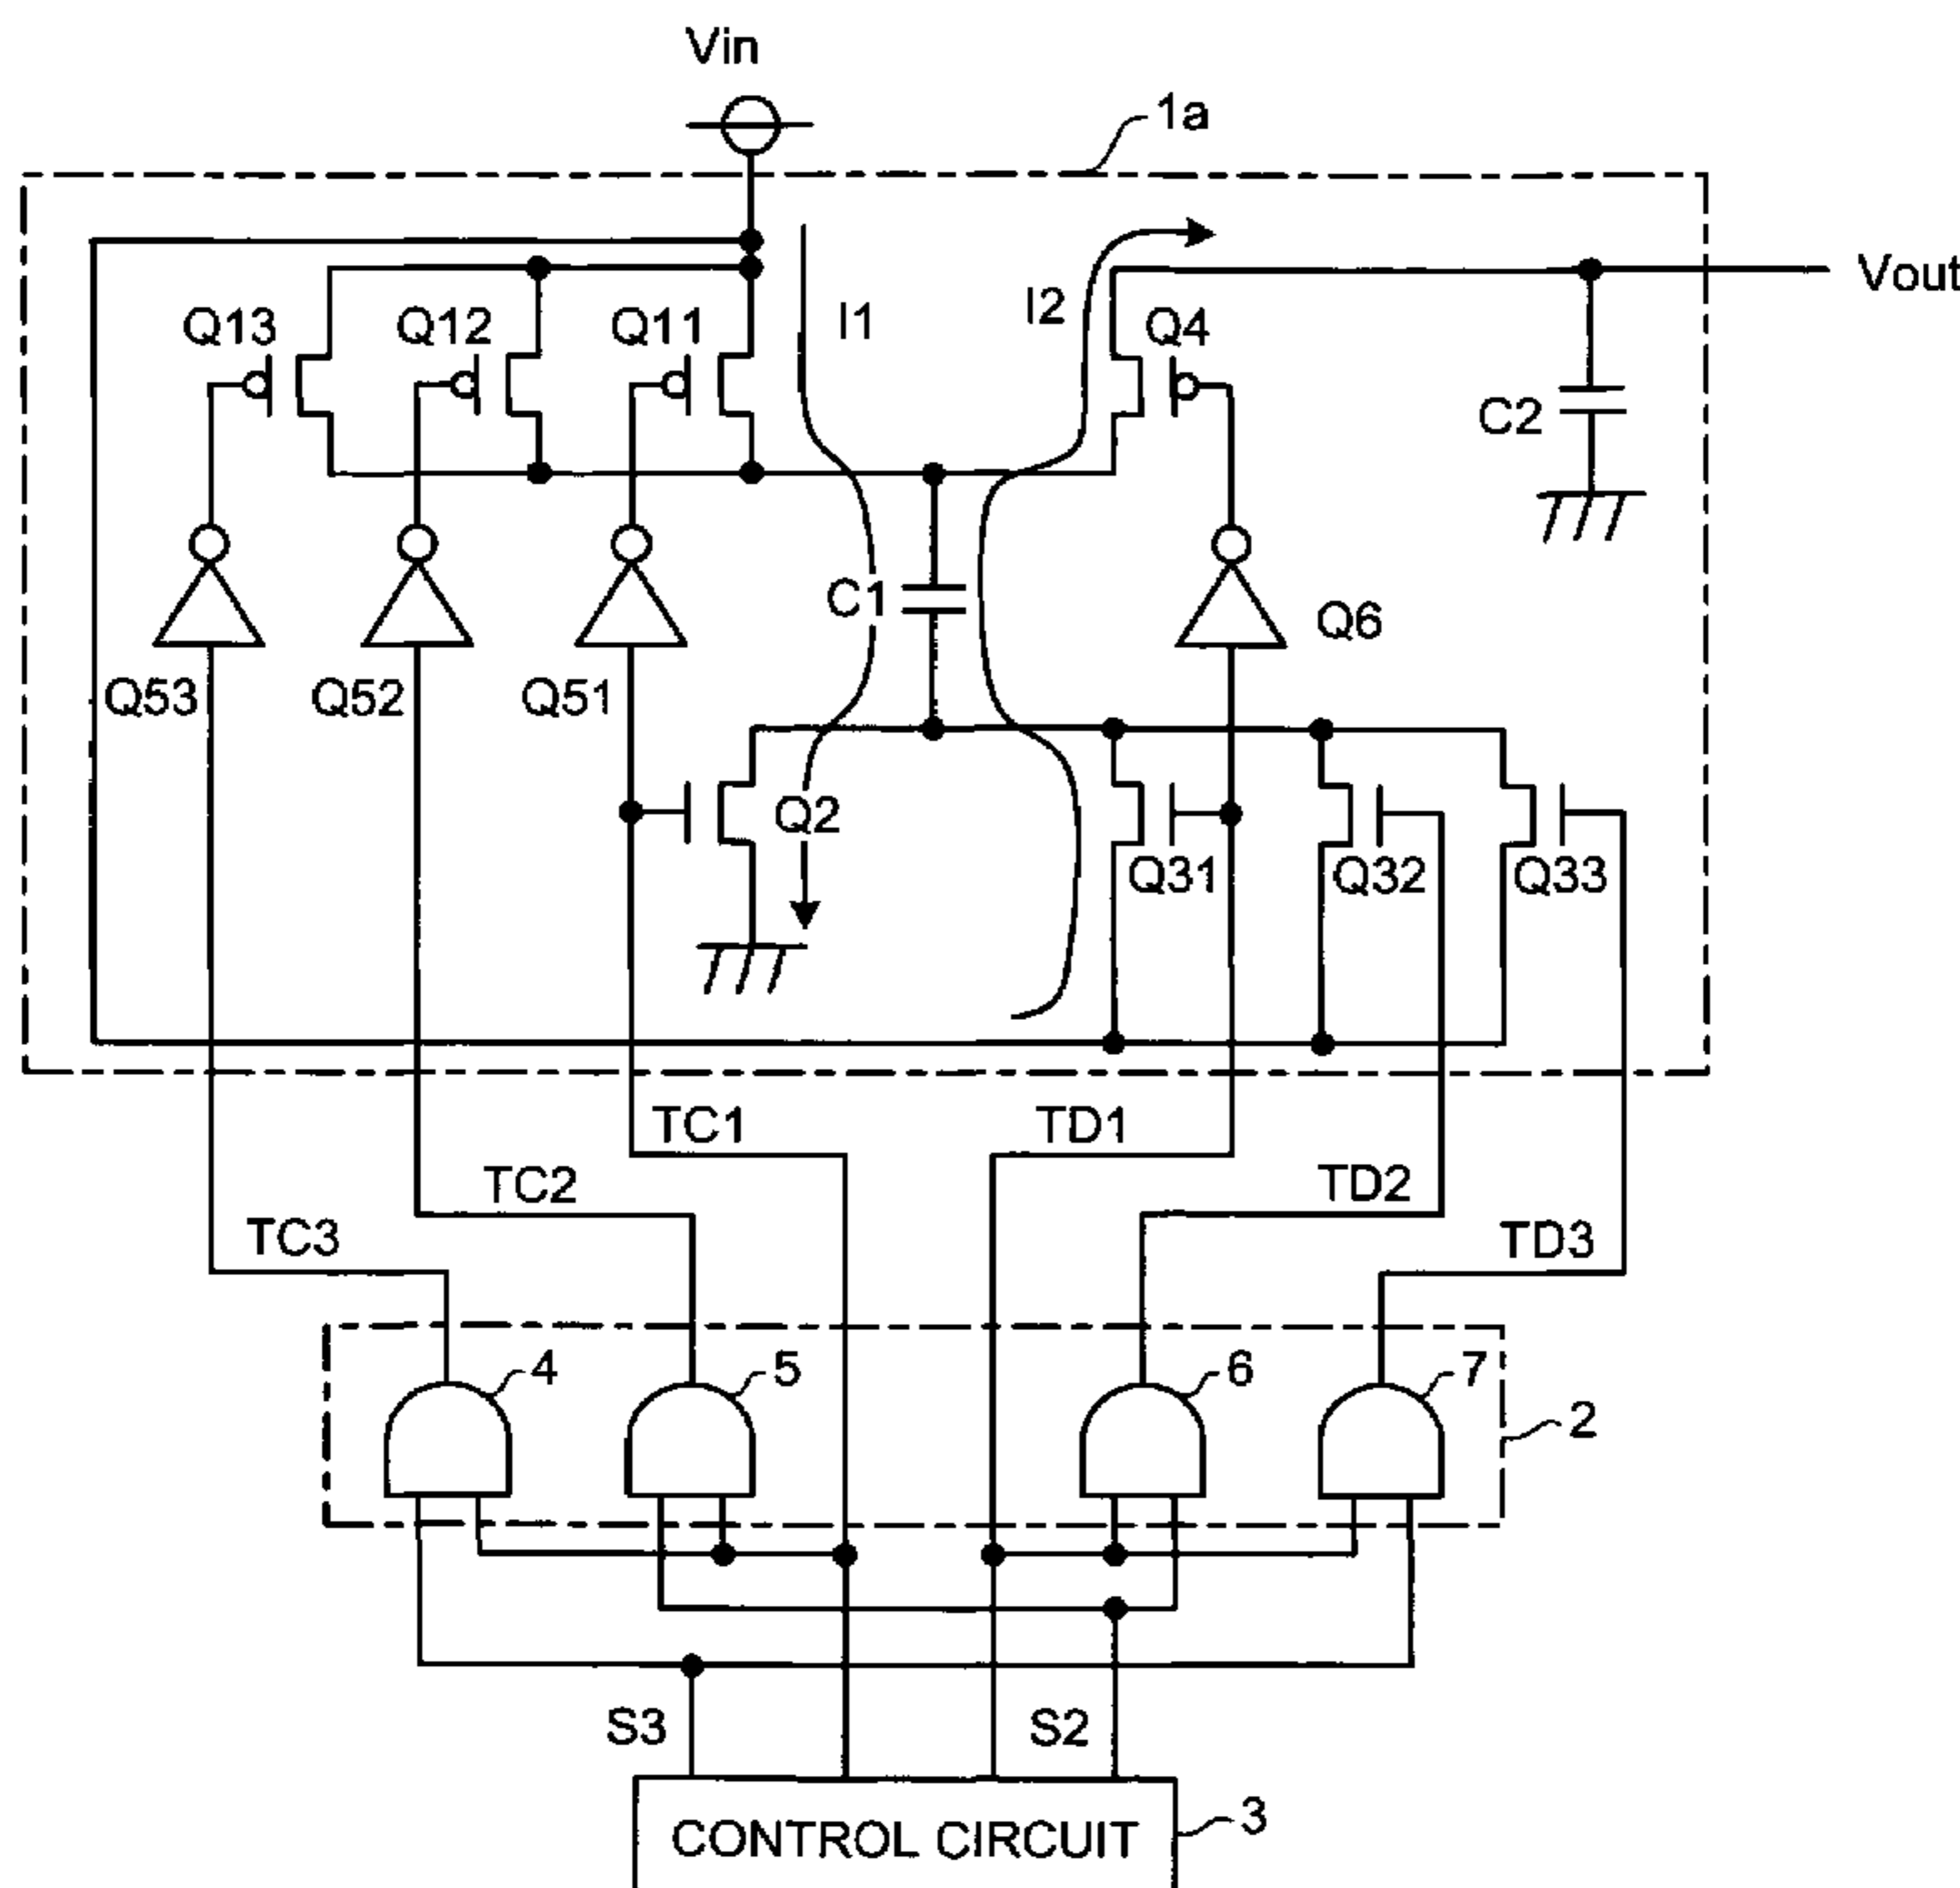 Vin
1a
Vout
Q13
Q12
Q11
I1
I2
Q4
C2
C1
Q6
Q53
Q52
Q51
Q2
Q31
Q32
Q33
TC1
TD1
TC2
TD2
TC3
TD3
4
5
6
7
2
S3
S2
CONTROL CIRCUIT
3